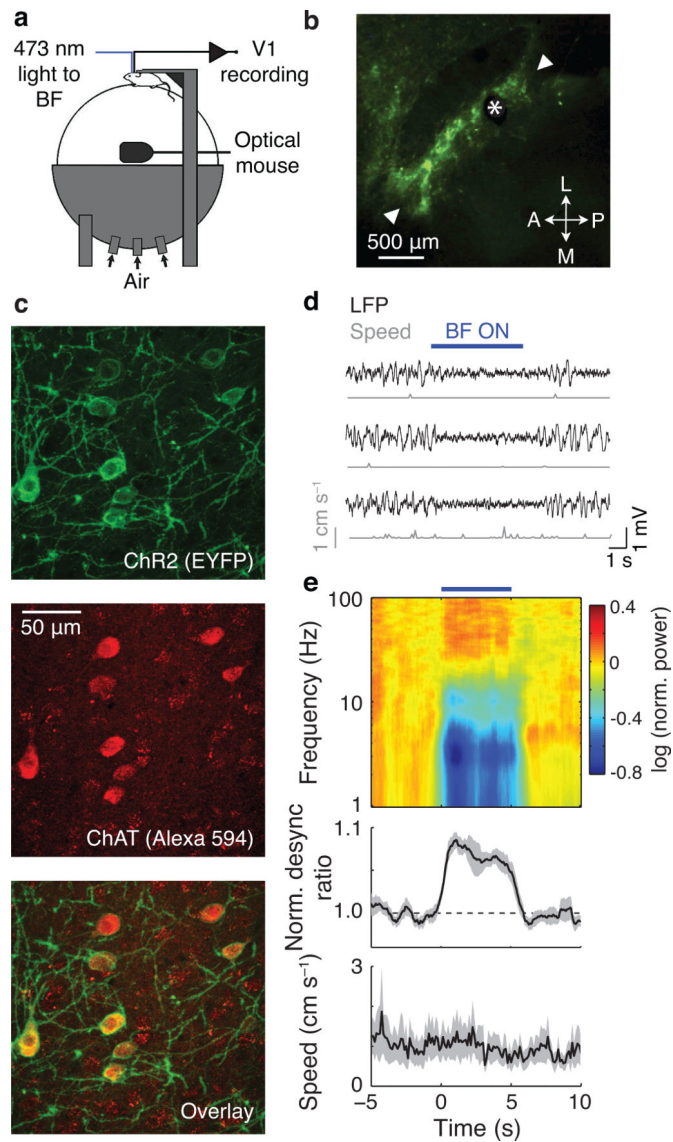 a
473 nm
light to
BF
V1
recording
Optical
mouse
Air
b
*
L
A P
M
500 µm
c
ChR2 (EYFP)
50 µm
ChAT (Alexa 594)
Overlay
d
LFP
Speed BF ON
1 cm s⁻¹
1 s
1 mV
e
100
10
1
Frequency (Hz)
0.4
0
-0.4
-0.8
log (norm. power)
1.1
1.0
Norm. desync
ratio
3
0
Speed (cm s⁻¹)
−5 0 5 10
Time (s)